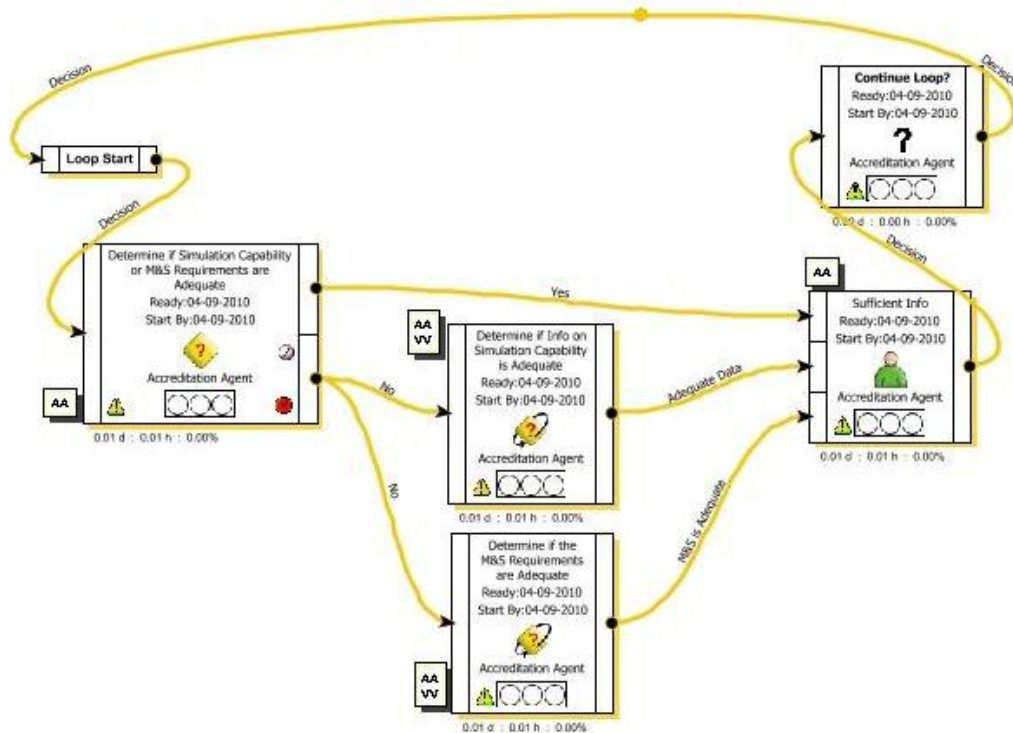 Decision
Decision
Continue Loop?
Ready:04-09-2010
Start By:04-09-2010
?
Accreditation Agent
0.00 d : 0.00 h : 0.00%
Loop Start
Decision
Decision
Determine if Simulation Capability
or M&S Requirements are
Adequate
Ready:04-09-2010
Start By:04-09-2010
?
Accreditation Agent
AA
0.01 d : 0.01 h : 0.00%
Yes
No
No
AA
VV
Determine if Info on
Simulation Capability
is Adequate
Ready:04-09-2010
Start By:04-09-2010
?
Accreditation Agent
0.01 d : 0.01 h : 0.00%
Adequate Data
AA
Sufficient Info
Ready:04-09-2010
Start By:04-09-2010
Accreditation Agent
0.01 d : 0.01 h : 0.00%
Determine if the
M&S Requirements
are Adequate
Ready:04-09-2010
Start By:04-09-2010
?
Accreditation Agent
AA
VV
0.01 d : 0.01 h : 0.00%
M&S is Adequate